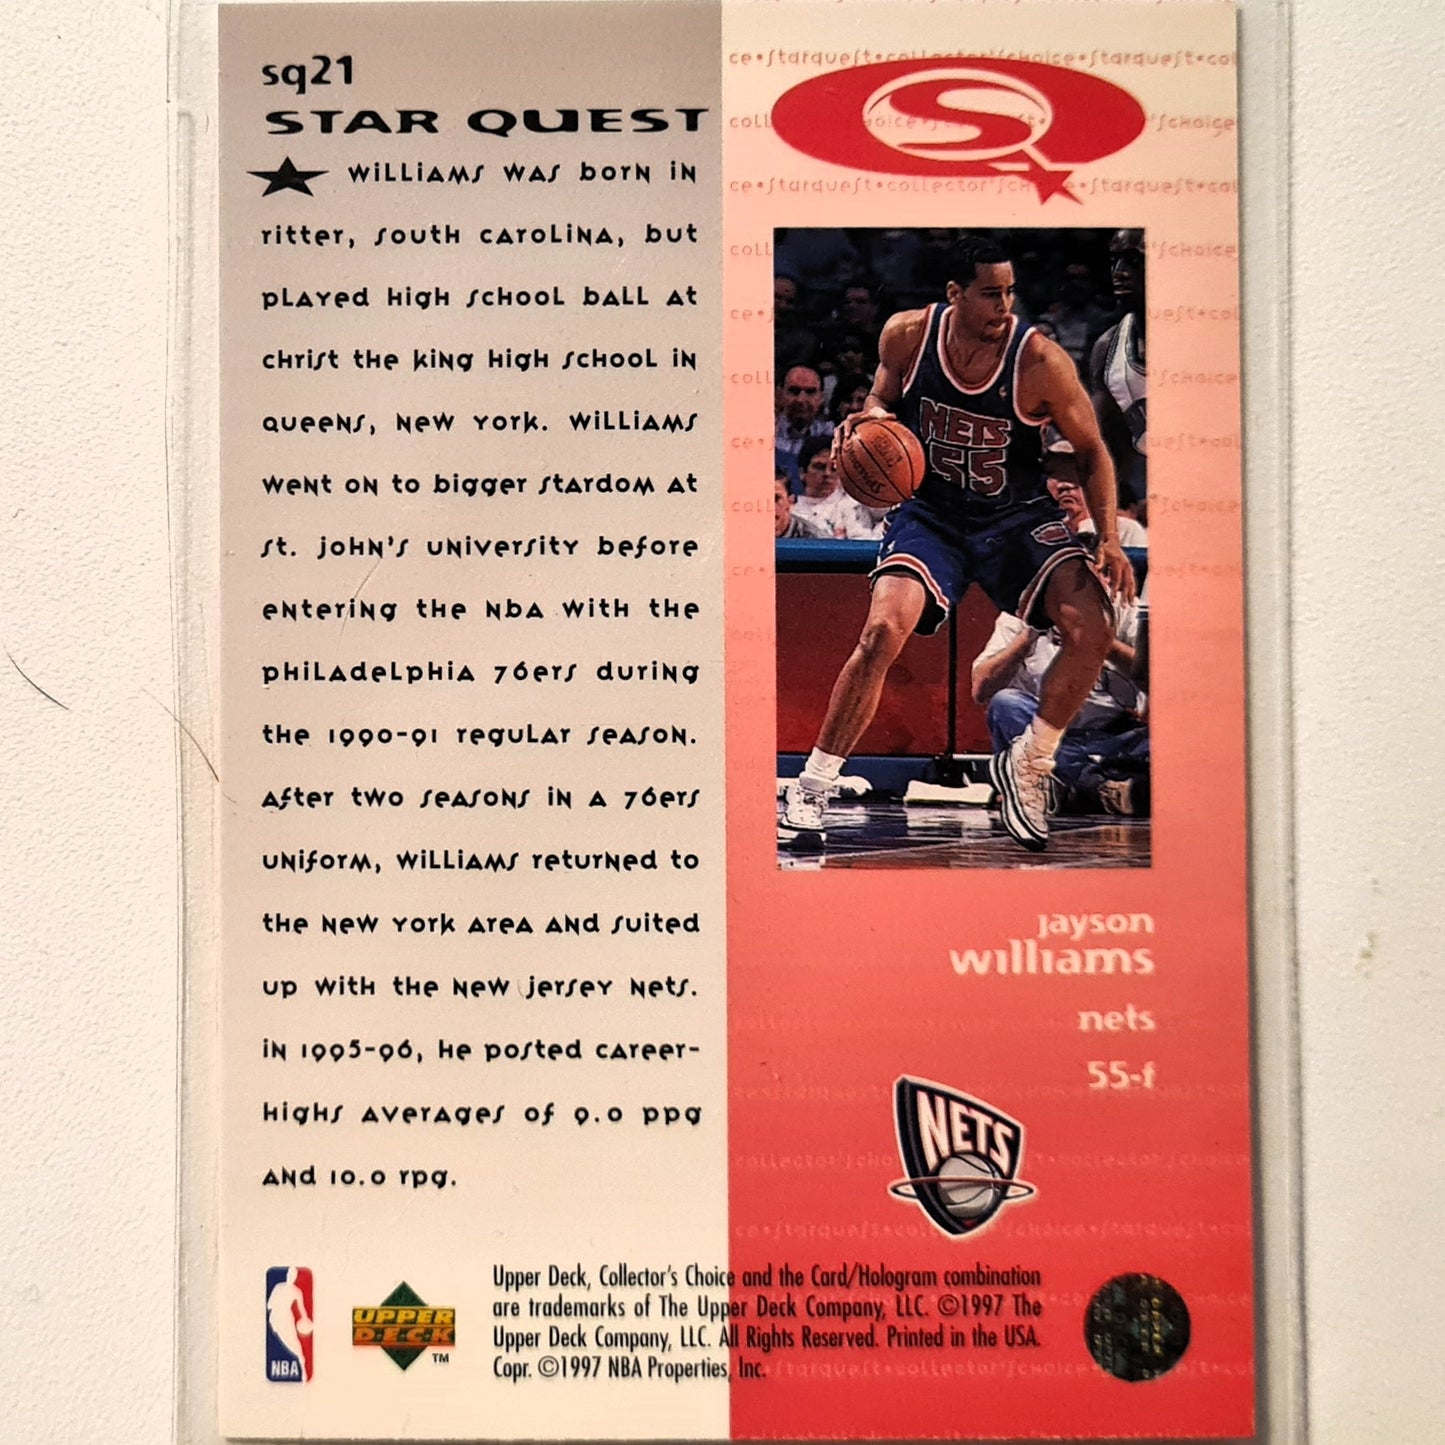 sq21
STAR QUEST
Williams was born in
Ritter, South Carolina, but
played high school ball at
Christ the King High School in
Queens, New York. Williams
went on to bigger stardom at
St. John's University before
entering the NBA with the
Philadelphia 76ers during
the 1990-91 regular season.
After two seasons in a 76ers
uniform, Williams returned to
the New York area and suited
up with the New Jersey Nets.
In 1995-96, he posted career-
highs averages of 9.0 ppg
and 10.0 rpg.
SQ
NETS
55
jayson
williams
nets
55-f
NETS
NBA
UPPER
DECK
TM
Upper Deck, Collector's Choice and the Card/Hologram combination
are trademarks of The Upper Deck Company, LLC. ©1997 The
Upper Deck Company, LLC. All Rights Reserved. Printed in the USA.
Copr. ©1997 NBA Properties, Inc.